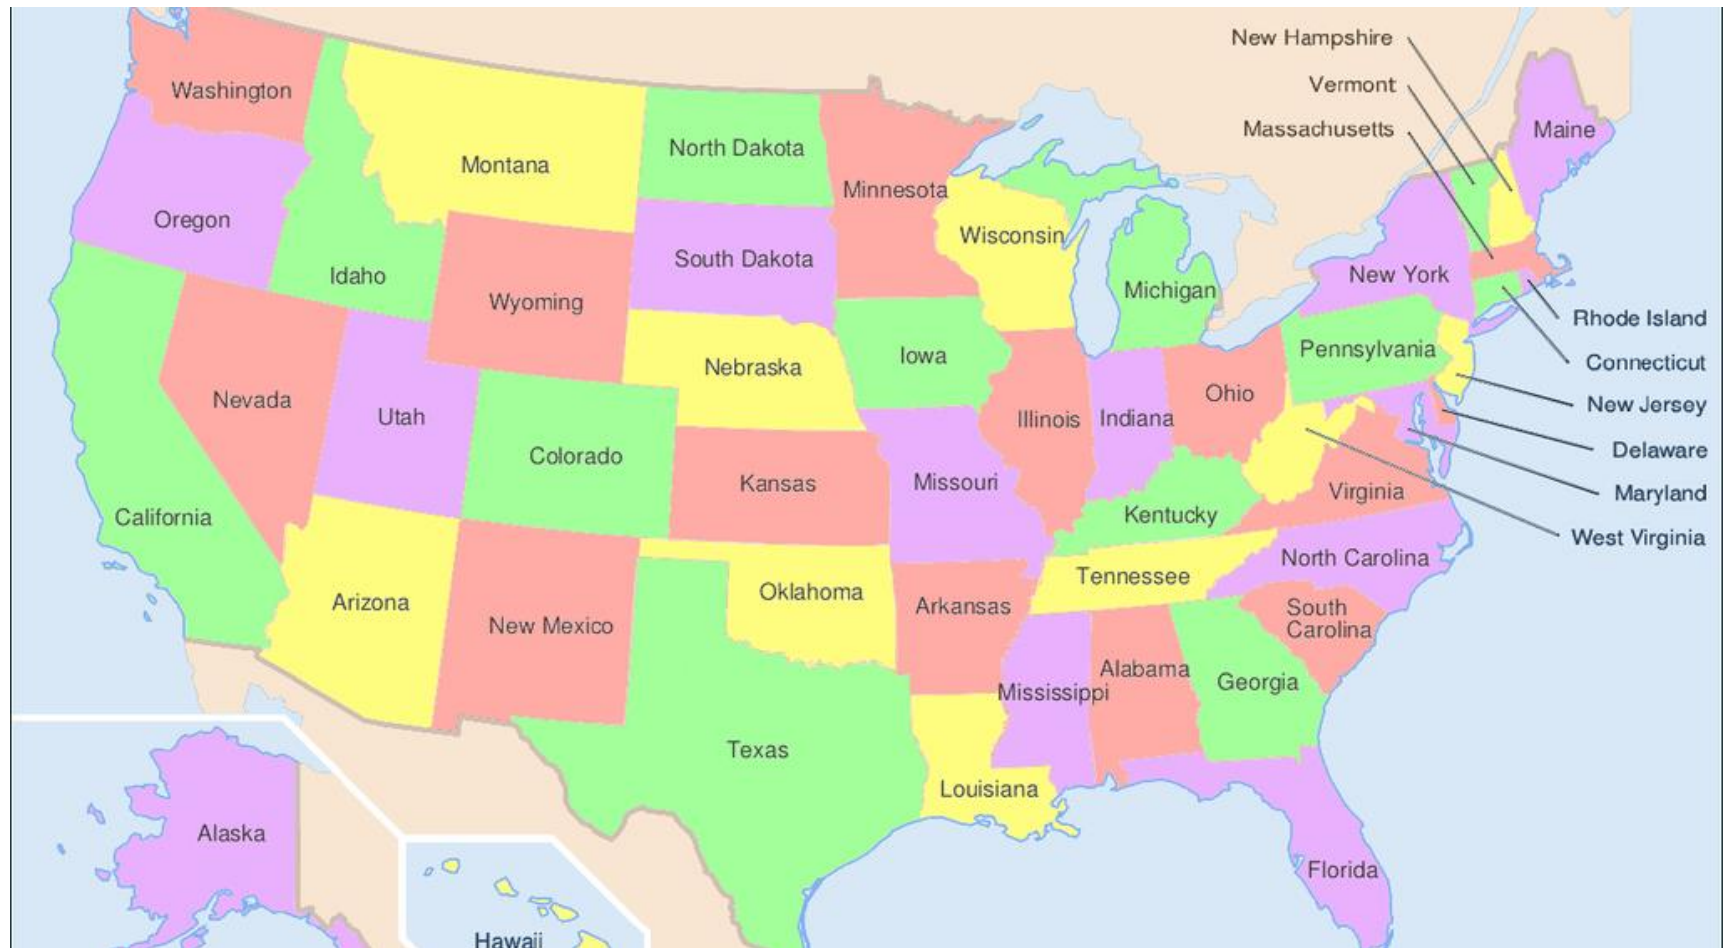 New Hampshire
Vermont
Massachusetts
Washington
Maine
Montana
North Dakota
Minnesota
Oregon
Idaho
Wisconsin
South Dakota
Wyoming
Michigan
New York
Rhode Island
Connecticut
Pennsylvania
Iowa
Nebraska
Nevada
Utah
Ohio
New Jersey
Illinois
Indiana
Colorado
Kansas
Missouri
Delaware
Maryland
West Virginia
Virginia
California
Kentucky
North Carolina
Tennessee
Arizona
New Mexico
Oklahoma
Arkansas
South
Carolina
Mississippi
Alabama
Georgia
Texas
Louisiana
Alaska
Florida
Hawaii